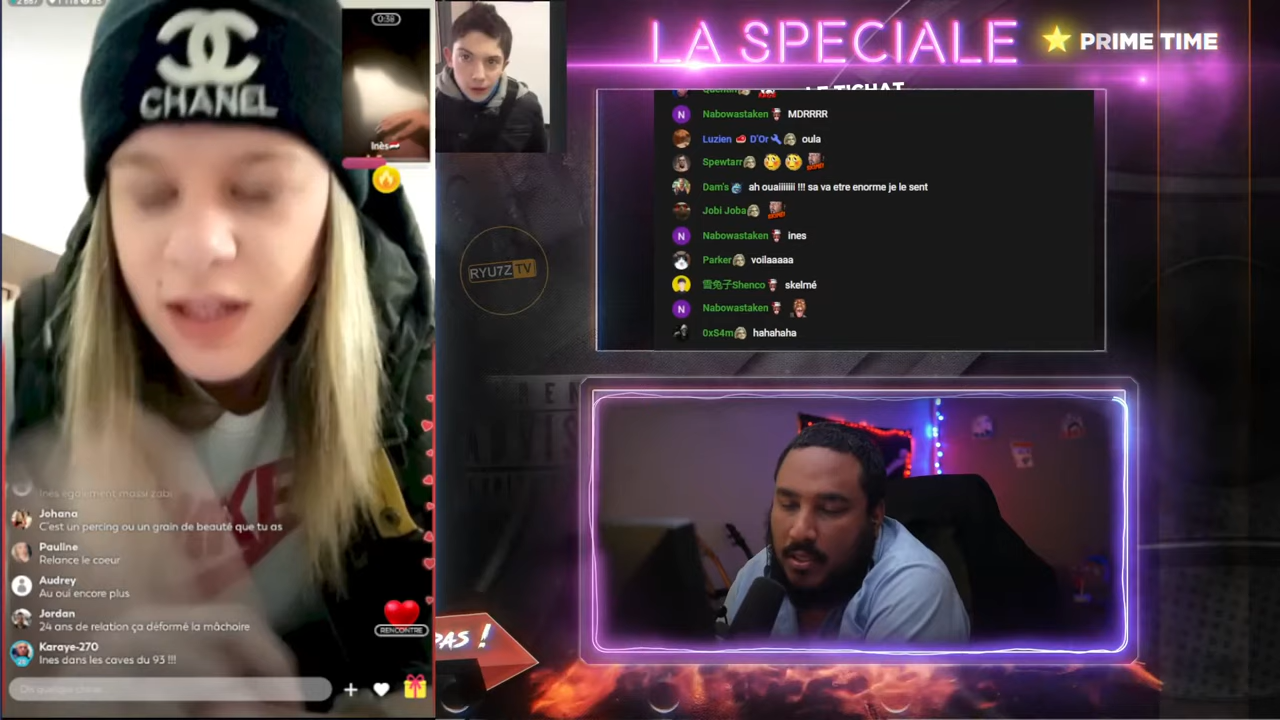 CHANEL
0:38
Inès
Ines également massi zabi
Johana
C'est un percing ou un grain de beauté que tu as
Pauline
Relance le coeur
Audrey
Au oui encore plus
Jordan
24 ans de relation ça déformé la mâchoire
Karaye-270
Ines dans les caves du 93 !!!
RENCONTRE
RYU7Z TV
PAS !
LA SPECIALE
PRIME TIME
Nabowastaken MDRRRR
Luzien D'Or oula
Spewtarr
Dam's ah ouaiiiiiii !!! sa va etre enorme je le sent
Jobi Joba
Nabowastaken ines
Parker voilaaaaa
雪兔子Shenco skelmé
Nabowastaken
0xS4m hahahaha